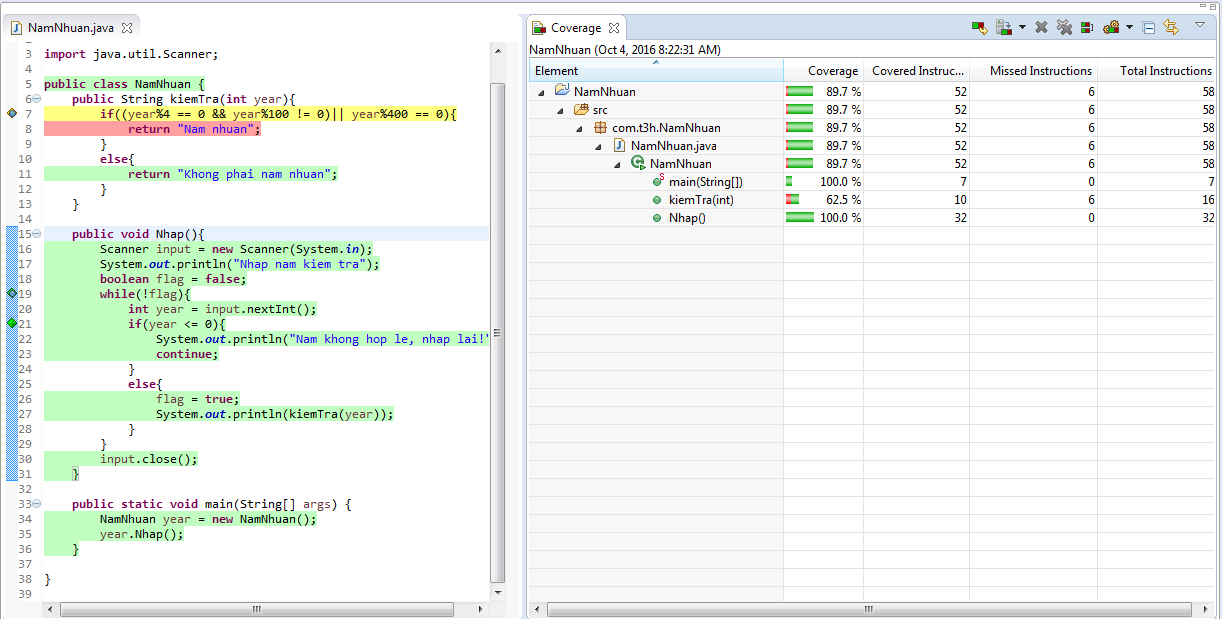 NamNhuan.java
3 import java.util.Scanner;
4
5 public class NamNhuan {
6 public String kiemTra(int year){
7 if((year%4 == 0 && year%100 != 0)|| year%400 == 0){
8 return "Nam nhuan";
9 }
10 else{
11 return "Khong phai nam nhuan";
12 }
13 }
14
15 public void Nhap(){
16 Scanner input = new Scanner(System.in);
17 System.out.println("Nhap nam kiem tra");
18 boolean flag = false;
19 while(!flag){
20 int year = input.nextInt();
21 if(year <= 0){
22 System.out.println("Nam khong hop le, nhap lai!"
23 continue;
24 }
25 else{
26 flag = true;
27 System.out.println(kiemTra(year));
28 }
29 }
30 input.close();
31 }
32
33 public static void main(String[] args) {
34 NamNhuan year = new NamNhuan();
35 year.Nhap();
36 }
37
38 }
39
Coverage
NamNhuan (Oct 4, 2016 8:22:31 AM)
Element Coverage Covered Instruc... Missed Instructions Total Instructions
NamNhuan 89.7 % 52 6 58
src 89.7 % 52 6 58
com.t3h.NamNhuan 89.7 % 52 6 58
NamNhuan.java 89.7 % 52 6 58
NamNhuan 89.7 % 52 6 58
main(String[]) 100.0 % 7 0 7
kiemTra(int) 62.5 % 10 6 16
Nhap() 100.0 % 32 0 32